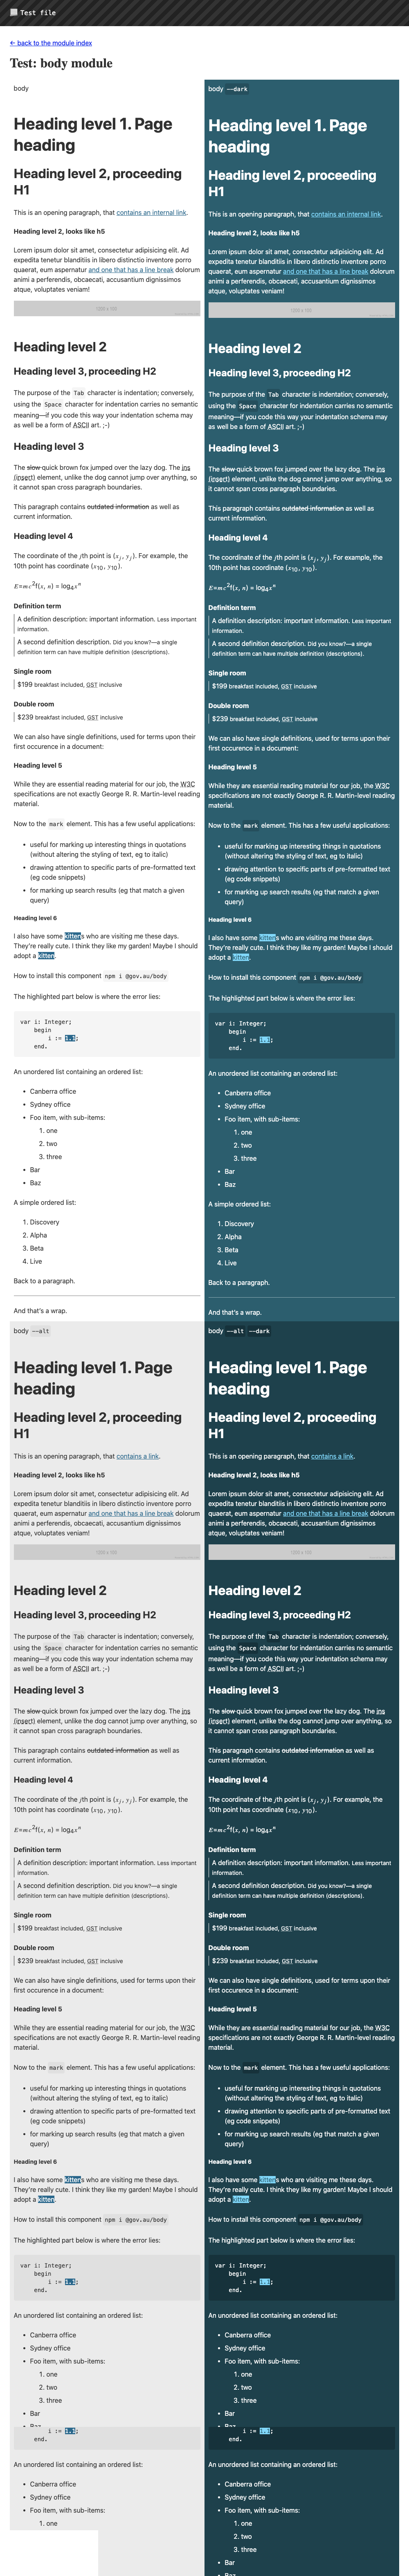 Test file
← back to the module index
Test: body module
body
Heading level 1. Page
heading
Heading level 2, proceeding
H1
This is an opening paragraph, that contains an internal link.
Heading level 2, looks like h5
Lorem ipsum dolor sit amet, consectetur adipisicing elit. Ad
expedita tenetur blanditiis in libero distinctio inventore porro
quaerat, eum aspernatur and one that has a line break dolorum
animi a perferendis, obcaecati, accusantium dignissimos
atque, voluptates veniam!
Heading level 2
Heading level 3, proceeding H2
The purpose of the Tab character is indentation; conversely,
using the Space character for indentation carries no semantic
meaning—if you code this way your indentation schema may
as well be a form of ASCII art. ;-)
Heading level 3
The slow quick brown fox jumped over the lazy dog. The ins
(insert) element, unlike the dog cannot jump over anything, so
it cannot span cross paragraph boundaries.
This paragraph contains outdated information as well as
current information.
Heading level 4
The coordinate of the jth point is (xj, yj). For example, the
10th point has coordinate (x10, y10).
E=mc2f(x, n) = log4xn
Definition term
A definition description: important information. Less important
information.
A second definition description. Did you know?—a single
definition term can have multiple definition (descriptions).
Single room
$199 breakfast included, GST inclusive
Double room
$239 breakfast included, GST inclusive
We can also have single definitions, used for terms upon their
first occurence in a document:
Heading level 5
While they are essential reading material for our job, the W3C
specifications are not exactly George R. R. Martin-level reading
material.
Now to the mark element. This has a few useful applications:
• useful for marking up interesting things in quotations
(without altering the styling of text, eg to italic)
• drawing attention to specific parts of pre-formatted text
(eg code snippets)
• for marking up search results (eg that match a given
query)
Heading level 6
I also have some kittens who are visiting me these days.
They're really cute. I think they like my garden! Maybe I should
adopt a kitten.
How to install this component npm i @gov.au/body
The highlighted part below is where the error lies:
var i: Integer;
begin
i := 1.1;
end.
An unordered list containing an ordered list:
• Canberra office
• Sydney office
• Foo item, with sub-items:
1. one
2. two
3. three
• Bar
• Baz
A simple ordered list:
1. Discovery
2. Alpha
3. Beta
4. Live
Back to a paragraph.
And that's a wrap.
body --dark
Heading level 1. Page
heading
Heading level 2, proceeding
H1
This is an opening paragraph, that contains an internal link.
Heading level 2, looks like h5
Lorem ipsum dolor sit amet, consectetur adipisicing elit. Ad
expedita tenetur blanditiis in libero distinctio inventore porro
quaerat, eum aspernatur and one that has a line break dolorum
animi a perferendis, obcaecati, accusantium dignissimos
atque, voluptates veniam!
Heading level 2
Heading level 3, proceeding H2
The purpose of the Tab character is indentation; conversely,
using the Space character for indentation carries no semantic
meaning—if you code this way your indentation schema may
as well be a form of ASCII art. ;-)
Heading level 3
The slow quick brown fox jumped over the lazy dog. The ins
(insert) element, unlike the dog cannot jump over anything, so
it cannot span cross paragraph boundaries.
This paragraph contains outdated information as well as
current information.
Heading level 4
The coordinate of the jth point is (xj, yj). For example, the
10th point has coordinate (x10, y10).
E=mc2f(x, n) = log4xn
Definition term
A definition description: important information. Less important
information.
A second definition description. Did you know?—a single
definition term can have multiple definition (descriptions).
Single room
$199 breakfast included, GST inclusive
Double room
$239 breakfast included, GST inclusive
We can also have single definitions, used for terms upon their
first occurence in a document:
Heading level 5
While they are essential reading material for our job, the W3C
specifications are not exactly George R. R. Martin-level reading
material.
Now to the mark element. This has a few useful applications:
• useful for marking up interesting things in quotations
(without altering the styling of text, eg to italic)
• drawing attention to specific parts of pre-formatted text
(eg code snippets)
• for marking up search results (eg that match a given
query)
Heading level 6
I also have some kittens who are visiting me these days.
They're really cute. I think they like my garden! Maybe I should
adopt a kitten.
How to install this component npm i @gov.au/body
The highlighted part below is where the error lies:
var i: Integer;
begin
i := 1.1;
end.
An unordered list containing an ordered list:
• Canberra office
• Sydney office
• Foo item, with sub-items:
1. one
2. two
3. three
• Bar
• Baz
A simple ordered list:
1. Discovery
2. Alpha
3. Beta
4. Live
Back to a paragraph.
And that's a wrap.
body --alt
Heading level 1. Page
heading
Heading level 2, proceeding
H1
This is an opening paragraph, that contains a link.
Heading level 2, looks like h5
Lorem ipsum dolor sit amet, consectetur adipisicing elit. Ad
expedita tenetur blanditiis in libero distinctio inventore porro
quaerat, eum aspernatur and one that has a line break dolorum
animi a perferendis, obcaecati, accusantium dignissimos
atque, voluptates veniam!
Heading level 2
Heading level 3, proceeding H2
The purpose of the Tab character is indentation; conversely,
using the Space character for indentation carries no semantic
meaning—if you code this way your indentation schema may
as well be a form of ASCII art. ;-)
Heading level 3
The slow quick brown fox jumped over the lazy dog. The ins
(insert) element, unlike the dog cannot jump over anything, so
it cannot span cross paragraph boundaries.
This paragraph contains outdated information as well as
current information.
Heading level 4
The coordinate of the jth point is (xj, yj). For example, the
10th point has coordinate (x10, y10).
E=mc2f(x, n) = log4xn
Definition term
A definition description: important information. Less important
information.
A second definition description. Did you know?—a single
definition term can have multiple definition (descriptions).
Single room
$199 breakfast included, GST inclusive
Double room
$239 breakfast included, GST inclusive
We can also have single definitions, used for terms upon their
first occurence in a document:
Heading level 5
While they are essential reading material for our job, the W3C
specifications are not exactly George R. R. Martin-level reading
material.
Now to the mark element. This has a few useful applications:
• useful for marking up interesting things in quotations
(without altering the styling of text, eg to italic)
• drawing attention to specific parts of pre-formatted text
(eg code snippets)
• for marking up search results (eg that match a given
query)
Heading level 6
I also have some kittens who are visiting me these days.
They're really cute. I think they like my garden! Maybe I should
adopt a kitten.
How to install this component npm i @gov.au/body
The highlighted part below is where the error lies:
var i: Integer;
begin
i := 1.1;
end.
An unordered list containing an ordered list:
• Canberra office
• Sydney office
• Foo item, with sub-items:
1. one
2. two
3. three
• Bar
• Baz
i := 1.1;
end.
An unordered list containing an ordered list:
• Canberra office
• Sydney office
• Foo item, with sub-items:
1. one
body --alt --dark
Heading level 1. Page
heading
Heading level 2, proceeding
H1
This is an opening paragraph, that contains a link.
Heading level 2, looks like h5
Lorem ipsum dolor sit amet, consectetur adipisicing elit. Ad
expedita tenetur blanditiis in libero distinctio inventore porro
quaerat, eum aspernatur and one that has a line break dolorum
animi a perferendis, obcaecati, accusantium dignissimos
atque, voluptates veniam!
Heading level 2
Heading level 3, proceeding H2
The purpose of the Tab character is indentation; conversely,
using the Space character for indentation carries no semantic
meaning—if you code this way your indentation schema may
as well be a form of ASCII art. ;-)
Heading level 3
The slow quick brown fox jumped over the lazy dog. The ins
(insert) element, unlike the dog cannot jump over anything, so
it cannot span cross paragraph boundaries.
This paragraph contains outdated information as well as
current information.
Heading level 4
The coordinate of the jth point is (xj, yj). For example, the
10th point has coordinate (x10, y10).
E=mc2f(x, n) = log4xn
Definition term
A definition description: important information. Less important
information.
A second definition description. Did you know?—a single
definition term can have multiple definition (descriptions).
Single room
$199 breakfast included, GST inclusive
Double room
$239 breakfast included, GST inclusive
We can also have single definitions, used for terms upon their
first occurence in a document:
Heading level 5
While they are essential reading material for our job, the W3C
specifications are not exactly George R. R. Martin-level reading
material.
Now to the mark element. This has a few useful applications:
• useful for marking up interesting things in quotations
(without altering the styling of text, eg to italic)
• drawing attention to specific parts of pre-formatted text
(eg code snippets)
• for marking up search results (eg that match a given
query)
Heading level 6
I also have some kittens who are visiting me these days.
They're really cute. I think they like my garden! Maybe I should
adopt a kitten.
How to install this component npm i @gov.au/body
The highlighted part below is where the error lies:
var i: Integer;
begin
i := 1.1;
end.
An unordered list containing an ordered list:
• Canberra office
• Sydney office
• Foo item, with sub-items:
1. one
2. two
3. three
• Bar
• Baz
i := 1.1;
end.
An unordered list containing an ordered list:
• Canberra office
• Sydney office
• Foo item, with sub-items:
1. one
2. two
3. three
• Bar
• Baz